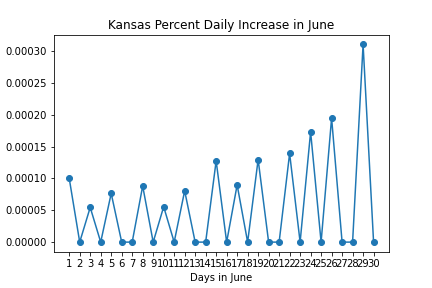 Kansas Percent Daily Increase in June
0.00030
0.00025
0.00020
0.00015
0.00010
0.00005
0.00000
1 2 3 4 5 6 7 8 9 10 11 12 13 14 15 16 17 18 19 20 21 22 23 24 25 26 27 28 29 30
Days in June